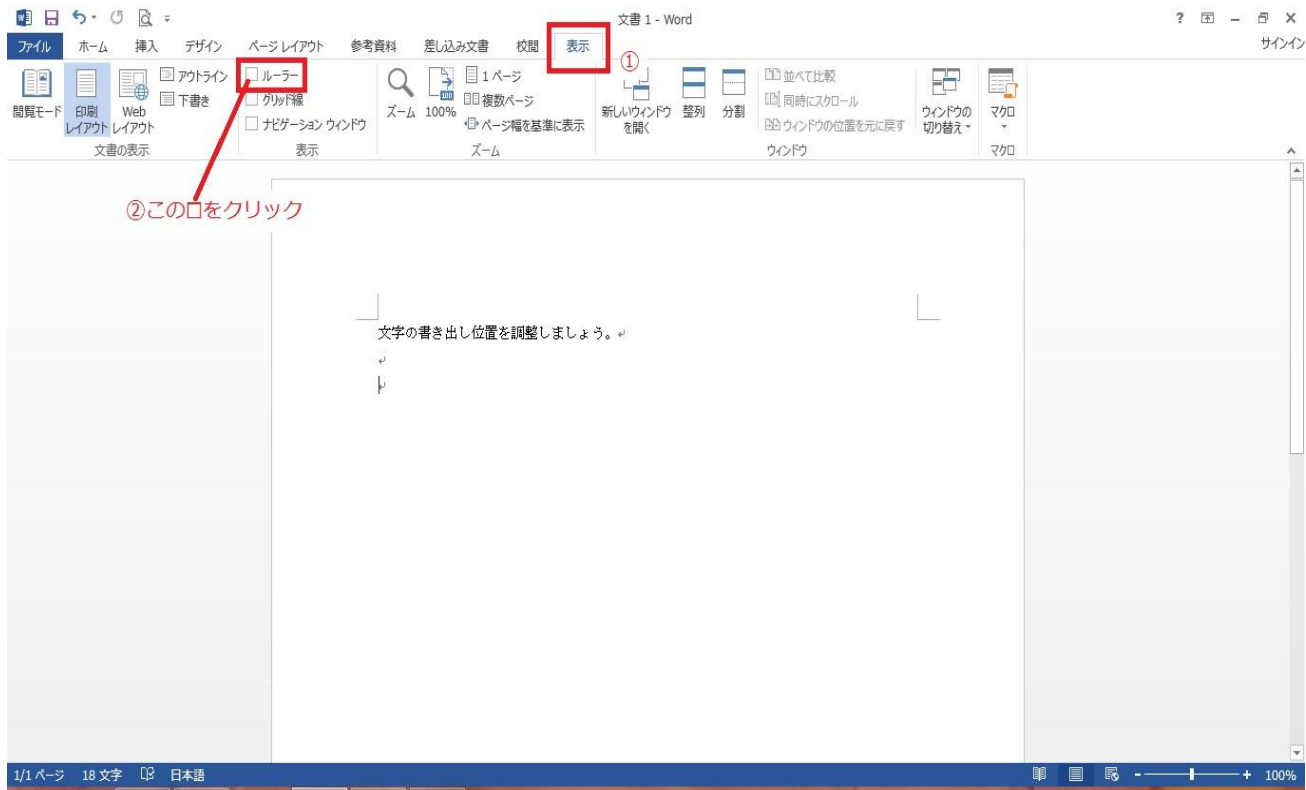 文書 1 - Word
サインイン
ファイル ホーム 挿入 デザイン ページ レイアウト 参考資料 差し込み文書 校閲 表示
①
閲覧モード
印刷
レイアウト
Web
レイアウト
アウトライン
下書き
文書の表示
ルーラー
グリッド線
ナビゲーション ウィンドウ
表示
ズーム
100%
1 ページ
複数ページ
ページ幅を基準に表示
ズーム
新しいウィンドウ
を開く
整列
分割
並べて比較
同時にスクロール
ウィンドウの位置を元に戻す
ウィンドウの
切り替え
ウィンドウ
マクロ
マクロ
②この□をクリック
文字の書き出し位置を調整しましょう。
1/1 ページ 18 文字 日本語
100%